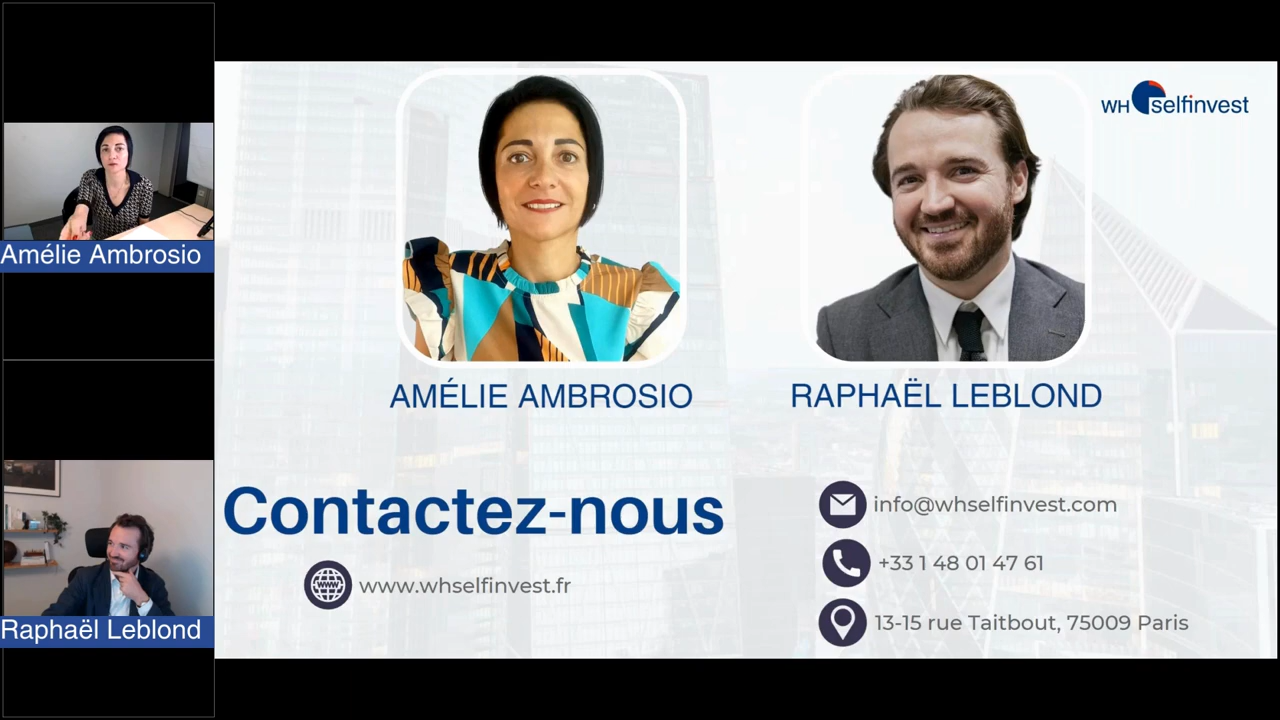 Amélie Ambrosio
Raphaël Leblond
WH selfinvest
AMÉLIE AMBROSIO
RAPHAËL LEBLOND
Contactez-nous
www.whselfinvest.fr
info@whselfinvest.com
+33 1 48 01 47 61
13-15 rue Taitbout, 75009 Paris